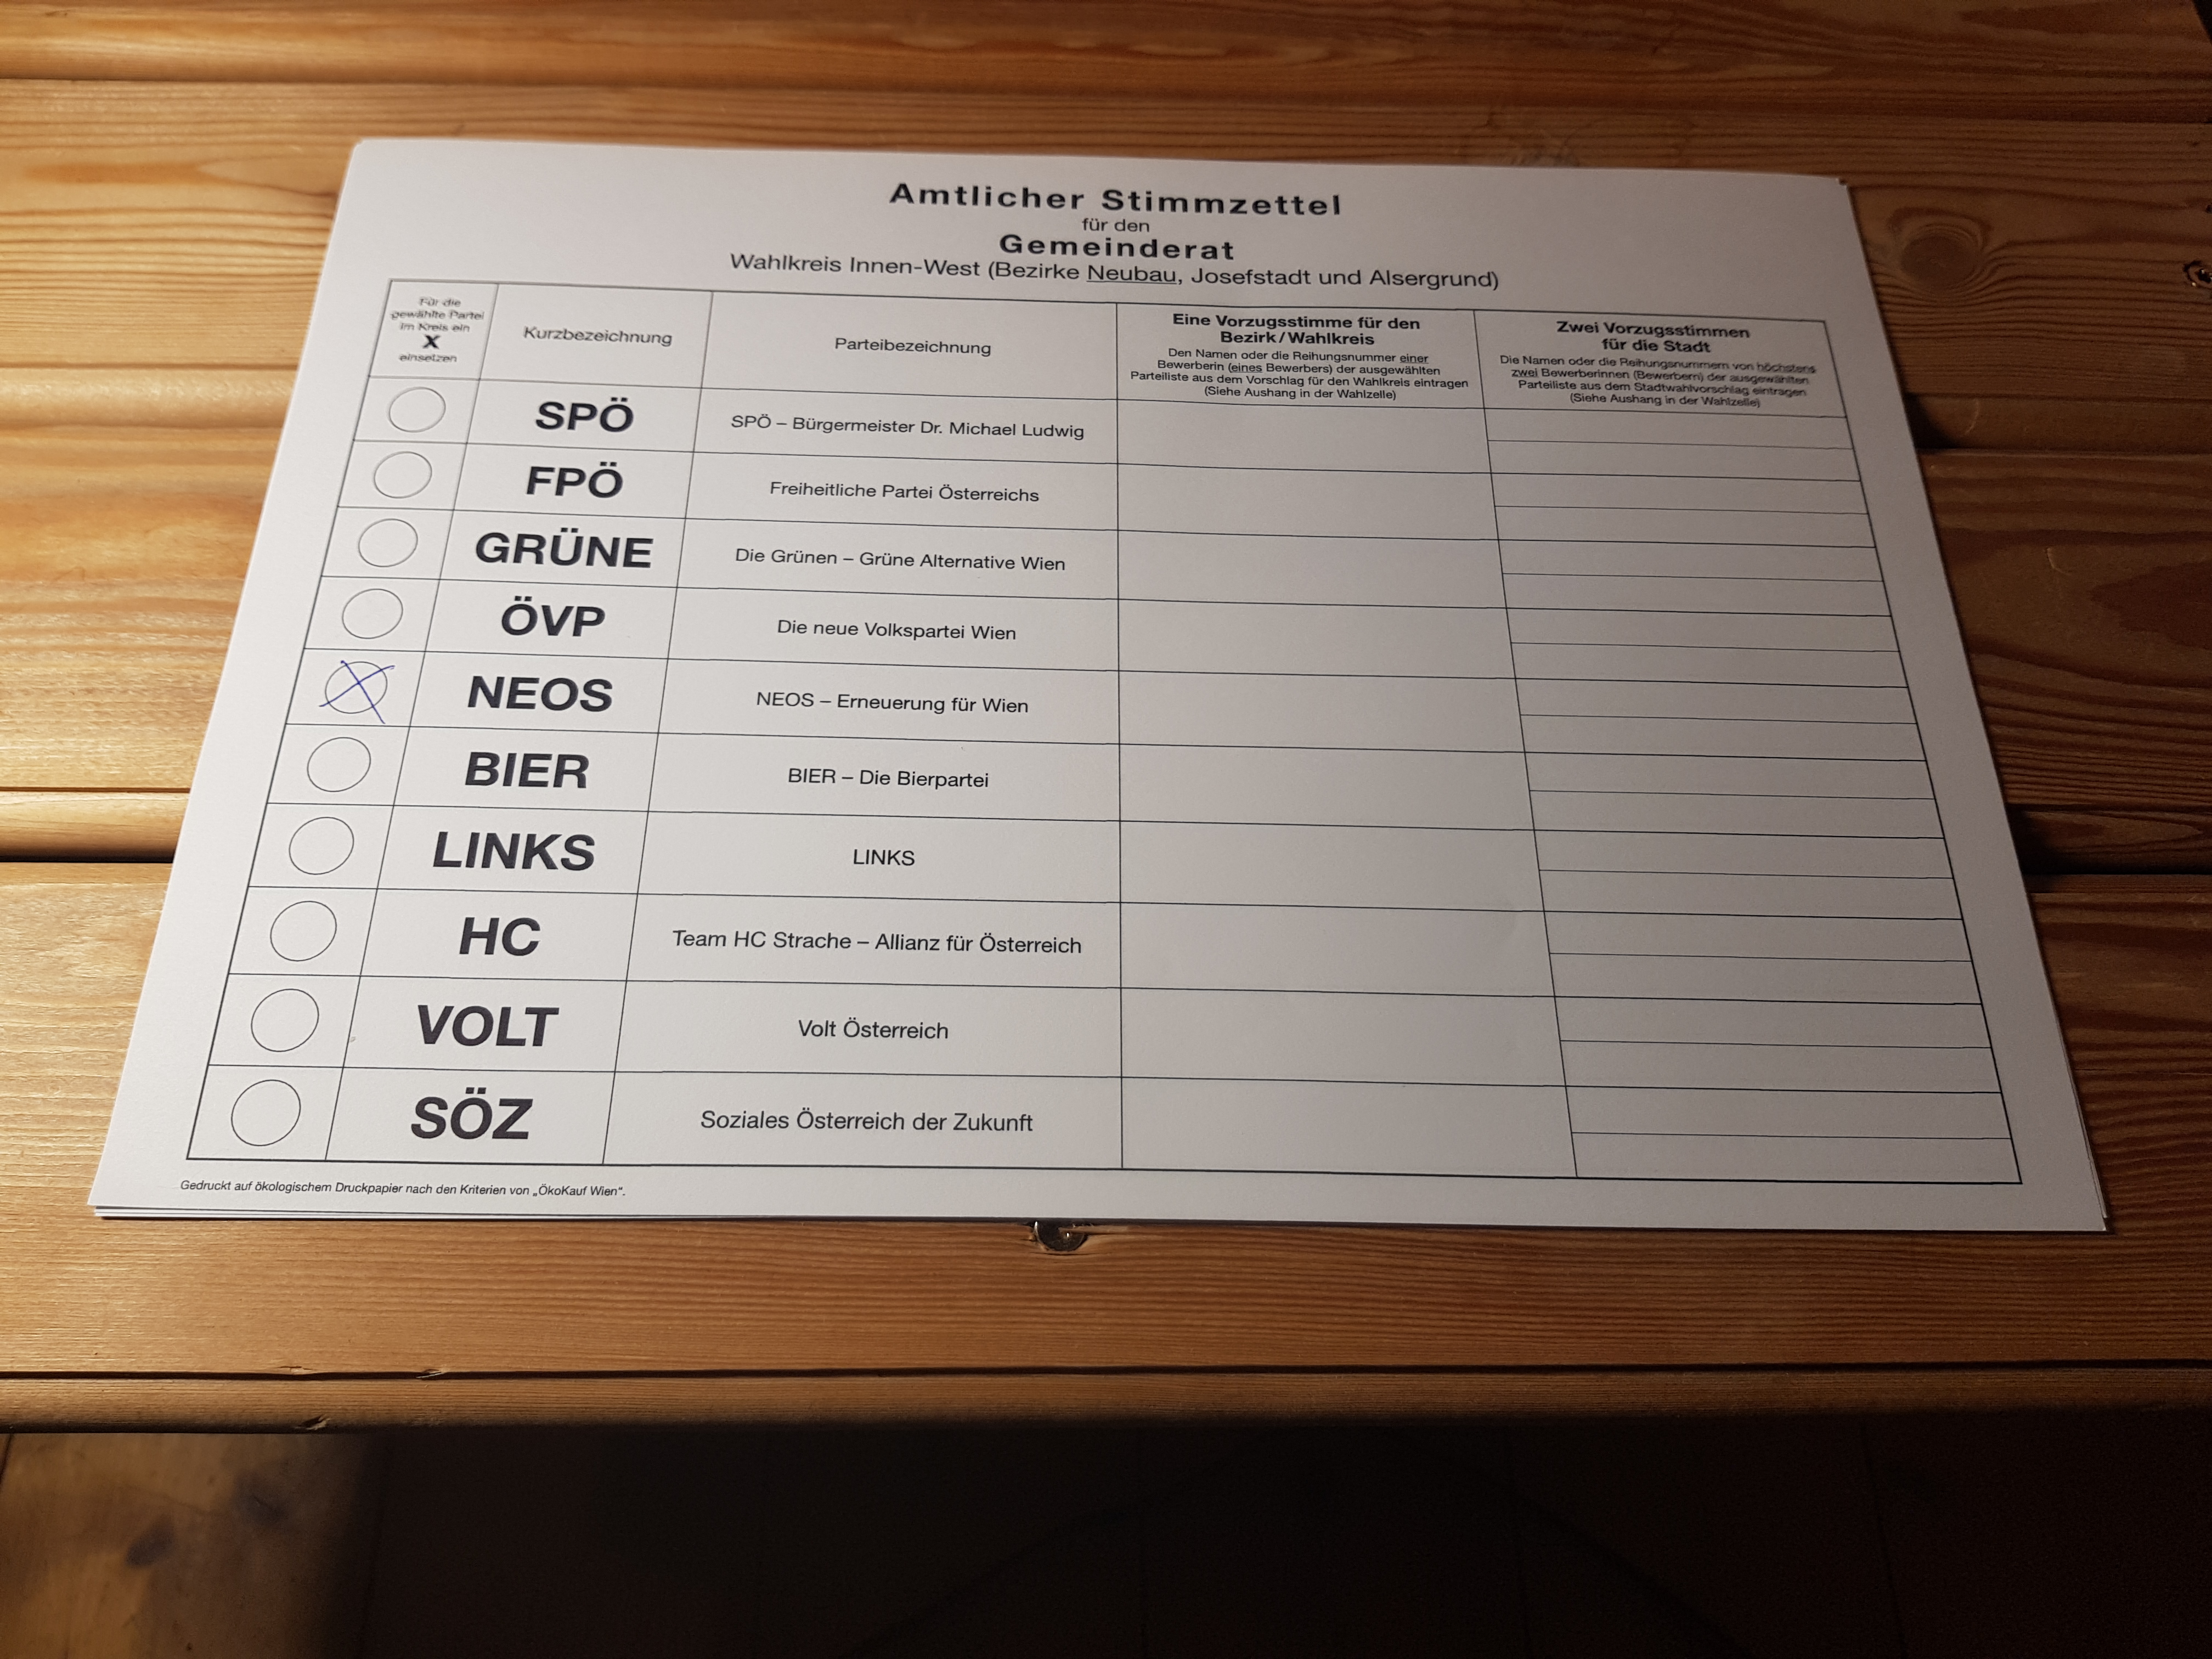 Amtlicher Stimmzettel
für den
Gemeinderat
Wahlkreis Innen-West (Bezirke Neubau, Josefstadt und Alsergrund)
Für die
gewählte Partei
im Kreis ein
X
einsetzen
Kurzbezeichnung
Parteibezeichnung
Eine Vorzugsstimme für den
Bezirk/Wahlkreis
Den Namen oder die Reihungsnummer einer
Bewerberin (eines Bewerbers) der ausgewählten
Parteiliste aus dem Vorschlag für den Wahlkreis eintragen
(Siehe Aushang in der Wahlzelle)
Zwei Vorzugsstimmen
für die Stadt
Die Namen oder die Reihungsnummern von höchstens
zwei Bewerberinnen (Bewerbern) der ausgewählten
Parteiliste aus dem Stadtwahlvorschlag eintragen
(Siehe Aushang in der Wahlzelle)
SPÖ SPÖ – Bürgermeister Dr. Michael Ludwig
FPÖ Freiheitliche Partei Österreichs
GRÜNE Die Grünen – Grüne Alternative Wien
ÖVP Die neue Volkspartei Wien
X NEOS NEOS – Erneuerung für Wien
BIER BIER – Die Bierpartei
LINKS LINKS
HC Team HC Strache – Allianz für Österreich
VOLT Volt Österreich
SÖZ Soziales Österreich der Zukunft
Gedruckt auf ökologischem Druckpapier nach den Kriterien von „ÖkoKauf Wien“.